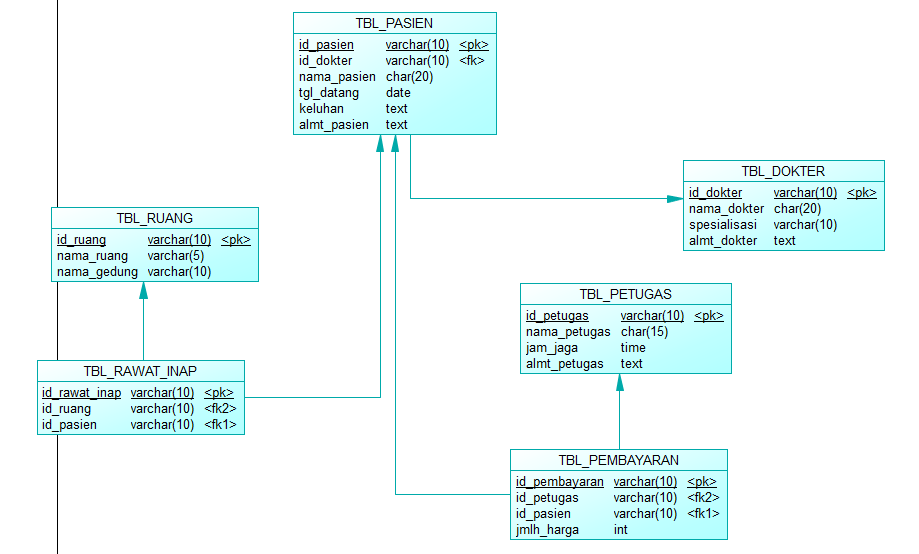 TBL_PASIEN
id_pasien varchar(10) <pk>
id_dokter varchar(10) <fk>
nama_pasien char(20)
tgl_datang date
keluhan text
almt_pasien text
TBL_DOKTER
id_dokter varchar(10) <pk>
nama_dokter char(20)
spesialisasi varchar(10)
almt_dokter text
TBL_RUANG
id_ruang varchar(10) <pk>
nama_ruang varchar(5)
nama_gedung varchar(10)
TBL_PETUGAS
id_petugas varchar(10) <pk>
nama_petugas char(15)
jam_jaga time
almt_petugas text
TBL_RAWAT_INAP
id_rawat_inap varchar(10) <pk>
id_ruang varchar(10) <fk2>
id_pasien varchar(10) <fk1>
TBL_PEMBAYARAN
id_pembayaran varchar(10) <pk>
id_petugas varchar(10) <fk2>
id_pasien varchar(10) <fk1>
jmlh_harga int